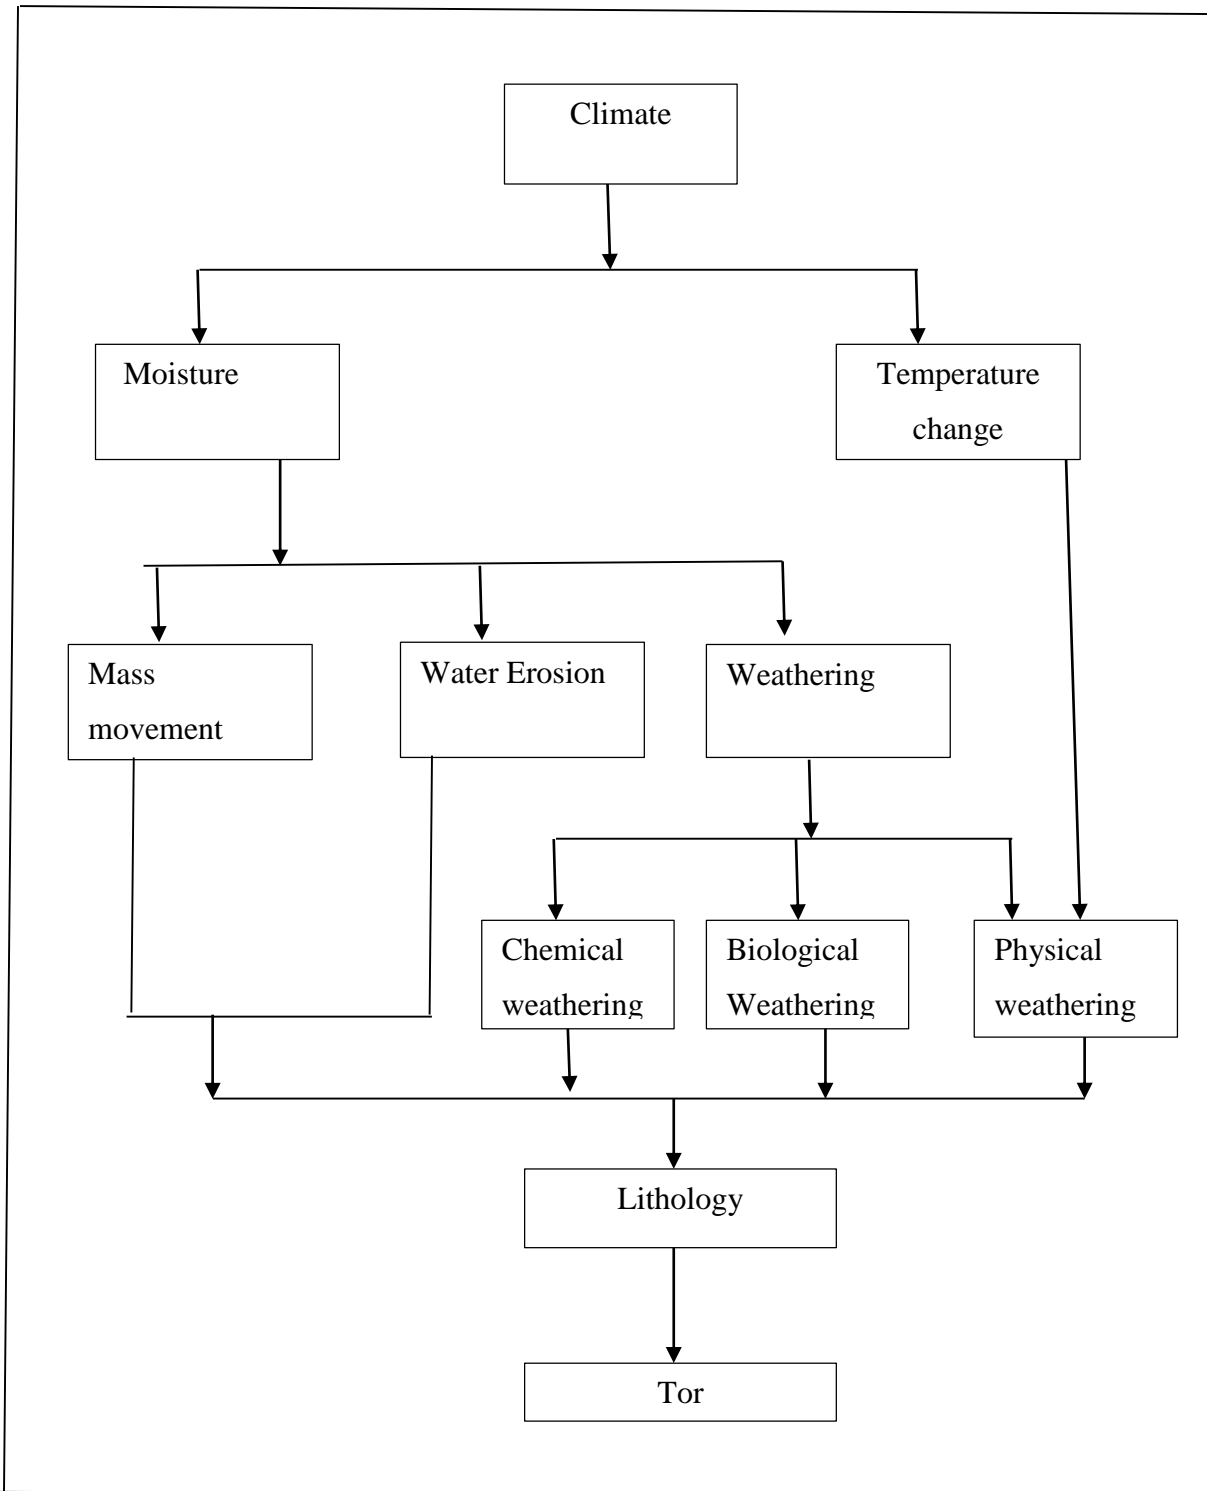 Climate
Moisture
Temperature
change
Mass
movement
Water Erosion
Weathering
Chemical
weathering
Biological
Weathering
Physical
weathering
Lithology
Tor